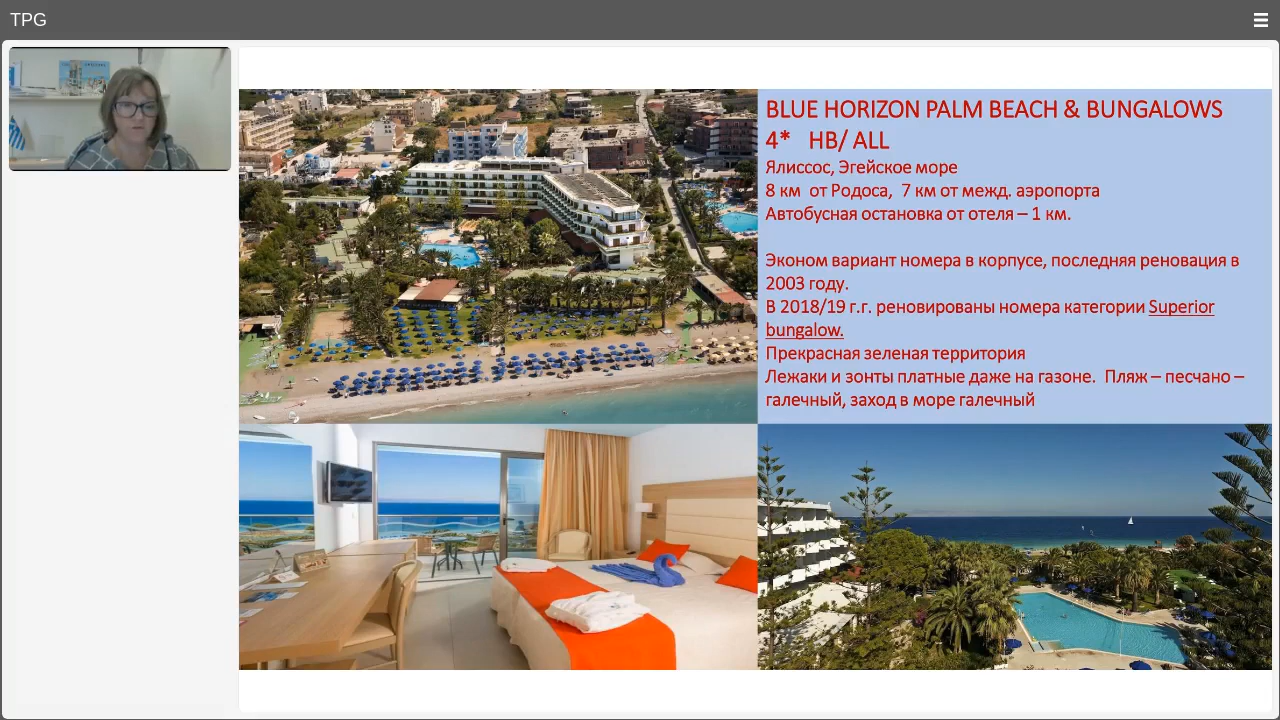 TPG
BLUE HORIZON PALM BEACH & BUNGALOWS
4* HB/ ALL
Ялиссос, Эгейское море
8 км от Родоса, 7 км от межд. аэропорта
Автобусная остановка от отеля – 1 км.
Эконом вариант номера в корпусе, последняя реновация в
2003 году.
В 2018/19 г.г. реновированы номера категории Superior
bungalow.
Прекрасная зеленая территория
Лежаки и зонты платные даже на газоне. Пляж – песчано –
галечный, заход в море галечный